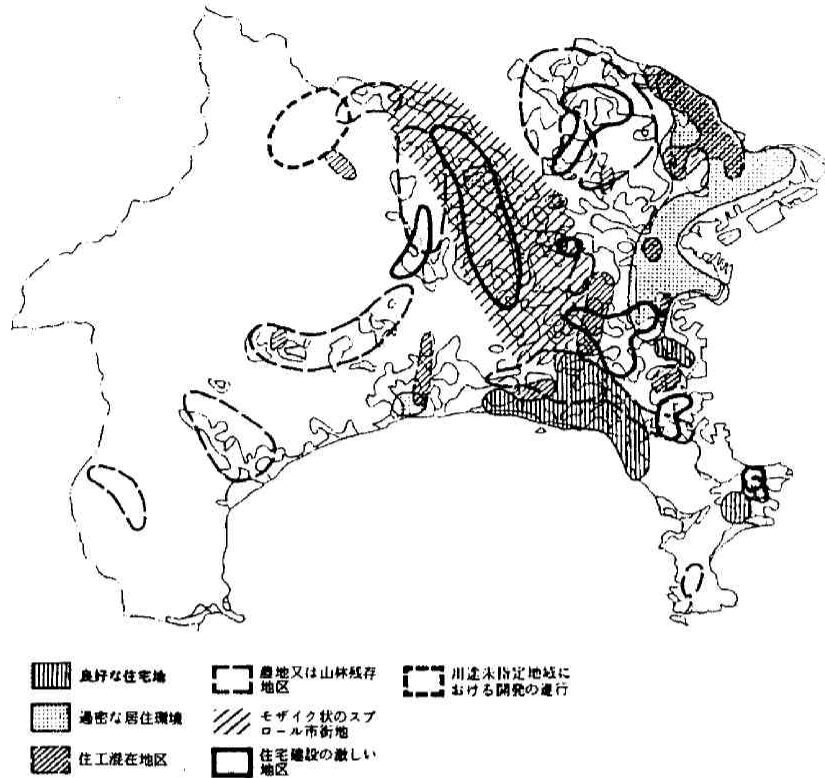 良好な住宅地
過密な居住環境
住工混在地区
農地又は山林残存
地区
モザイク状のスプ
ロール市街地
住宅建設の激しい
地区
用途未指定地域に
おける開発の進行